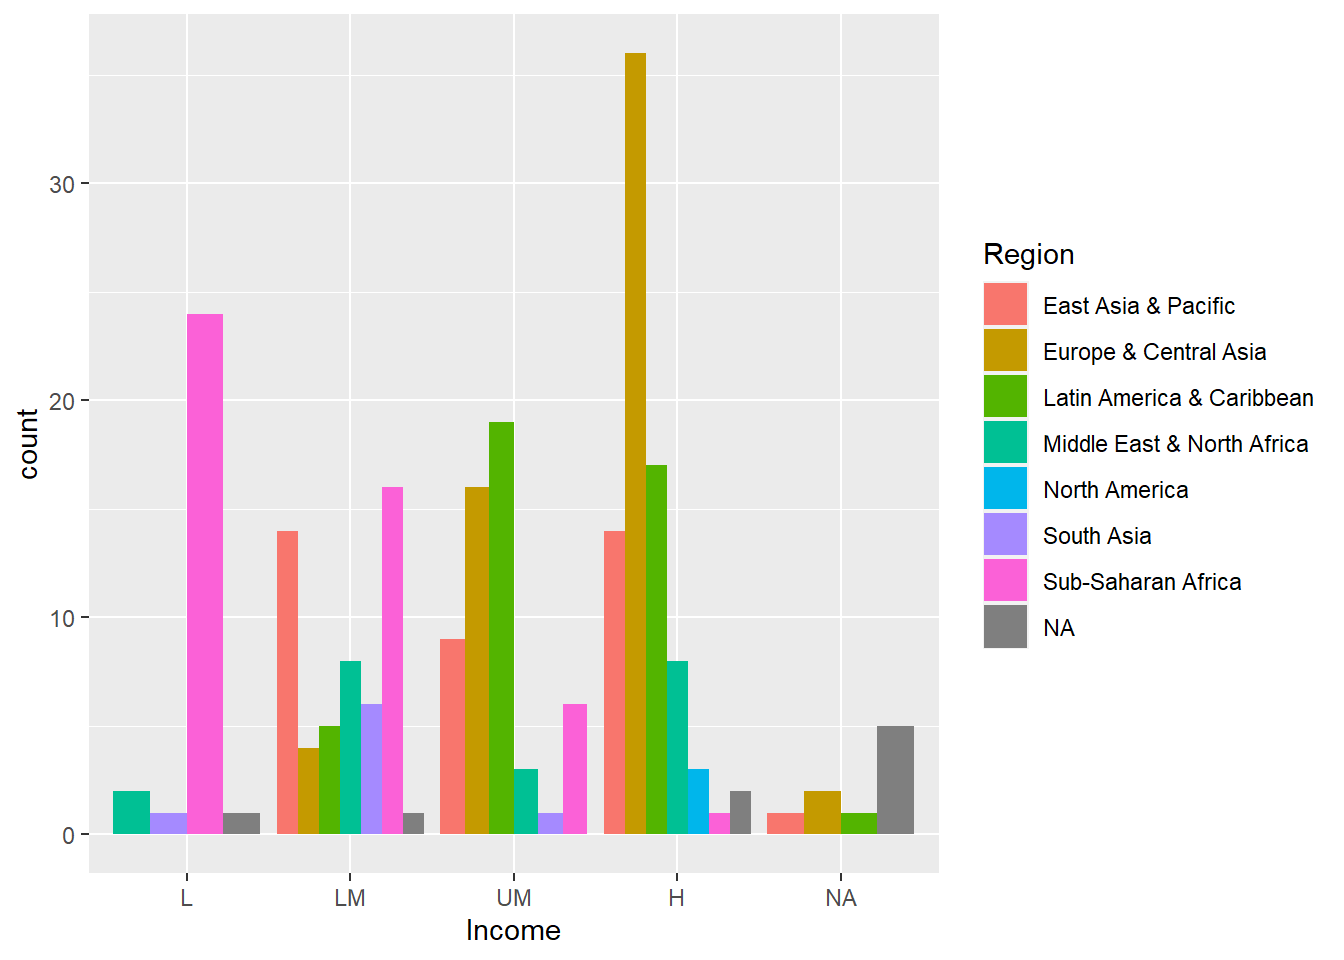 30
20
10
0
count
L LM UM H NA
Income
Region
East Asia & Pacific
Europe & Central Asia
Latin America & Caribbean
Middle East & North Africa
North America
South Asia
Sub-Saharan Africa
NA